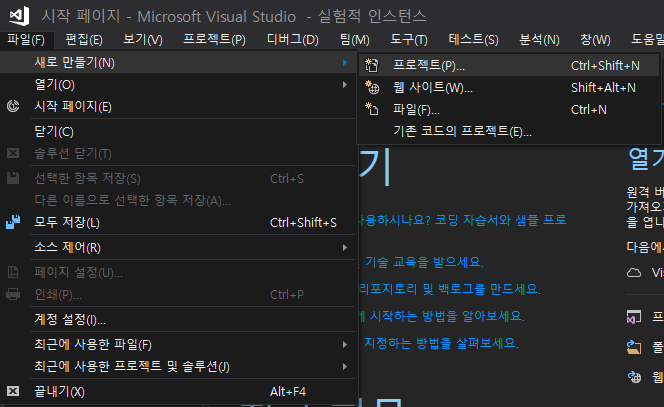 시작 페이지 - Microsoft Visual Studio - 실험적 인스턴스
파일(F) 편집(E) 보기(V) 프로젝트(P) 디버그(D) 팀(M) 도구(T) 테스트(S) 분석(N) 창(W) 도움말
새로 만들기(N)
열기(O)
시작 페이지(E)
닫기(C)
솔루션 닫기(T)
선택한 항목 저장(S) Ctrl+S
다른 이름으로 선택한 항목 저장(A)...
모두 저장(L) Ctrl+Shift+S
소스 제어(R)
페이지 설정(U)...
인쇄(P)... Ctrl+P
계정 설정(I)...
최근에 사용한 파일(F)
최근에 사용한 프로젝트 및 솔루션(J)
끝내기(X) Alt+F4
프로젝트(P)... Ctrl+Shift+N
웹 사이트(W)... Shift+Alt+N
파일(F)... Ctrl+N
기존 코드의 프로젝트(E)...
기
사용하시나요? 코딩 자습서와 샘플 프로
기술 교육을 받으세요.
리포지토리 및 백로그를 만드세요.
에 시작하는 방법을 알아보세요.
지정하는 방법을 살펴보세요.
열기
원격 버
가져오거
을 엽니
다음에서
Vis
프
폴
웹